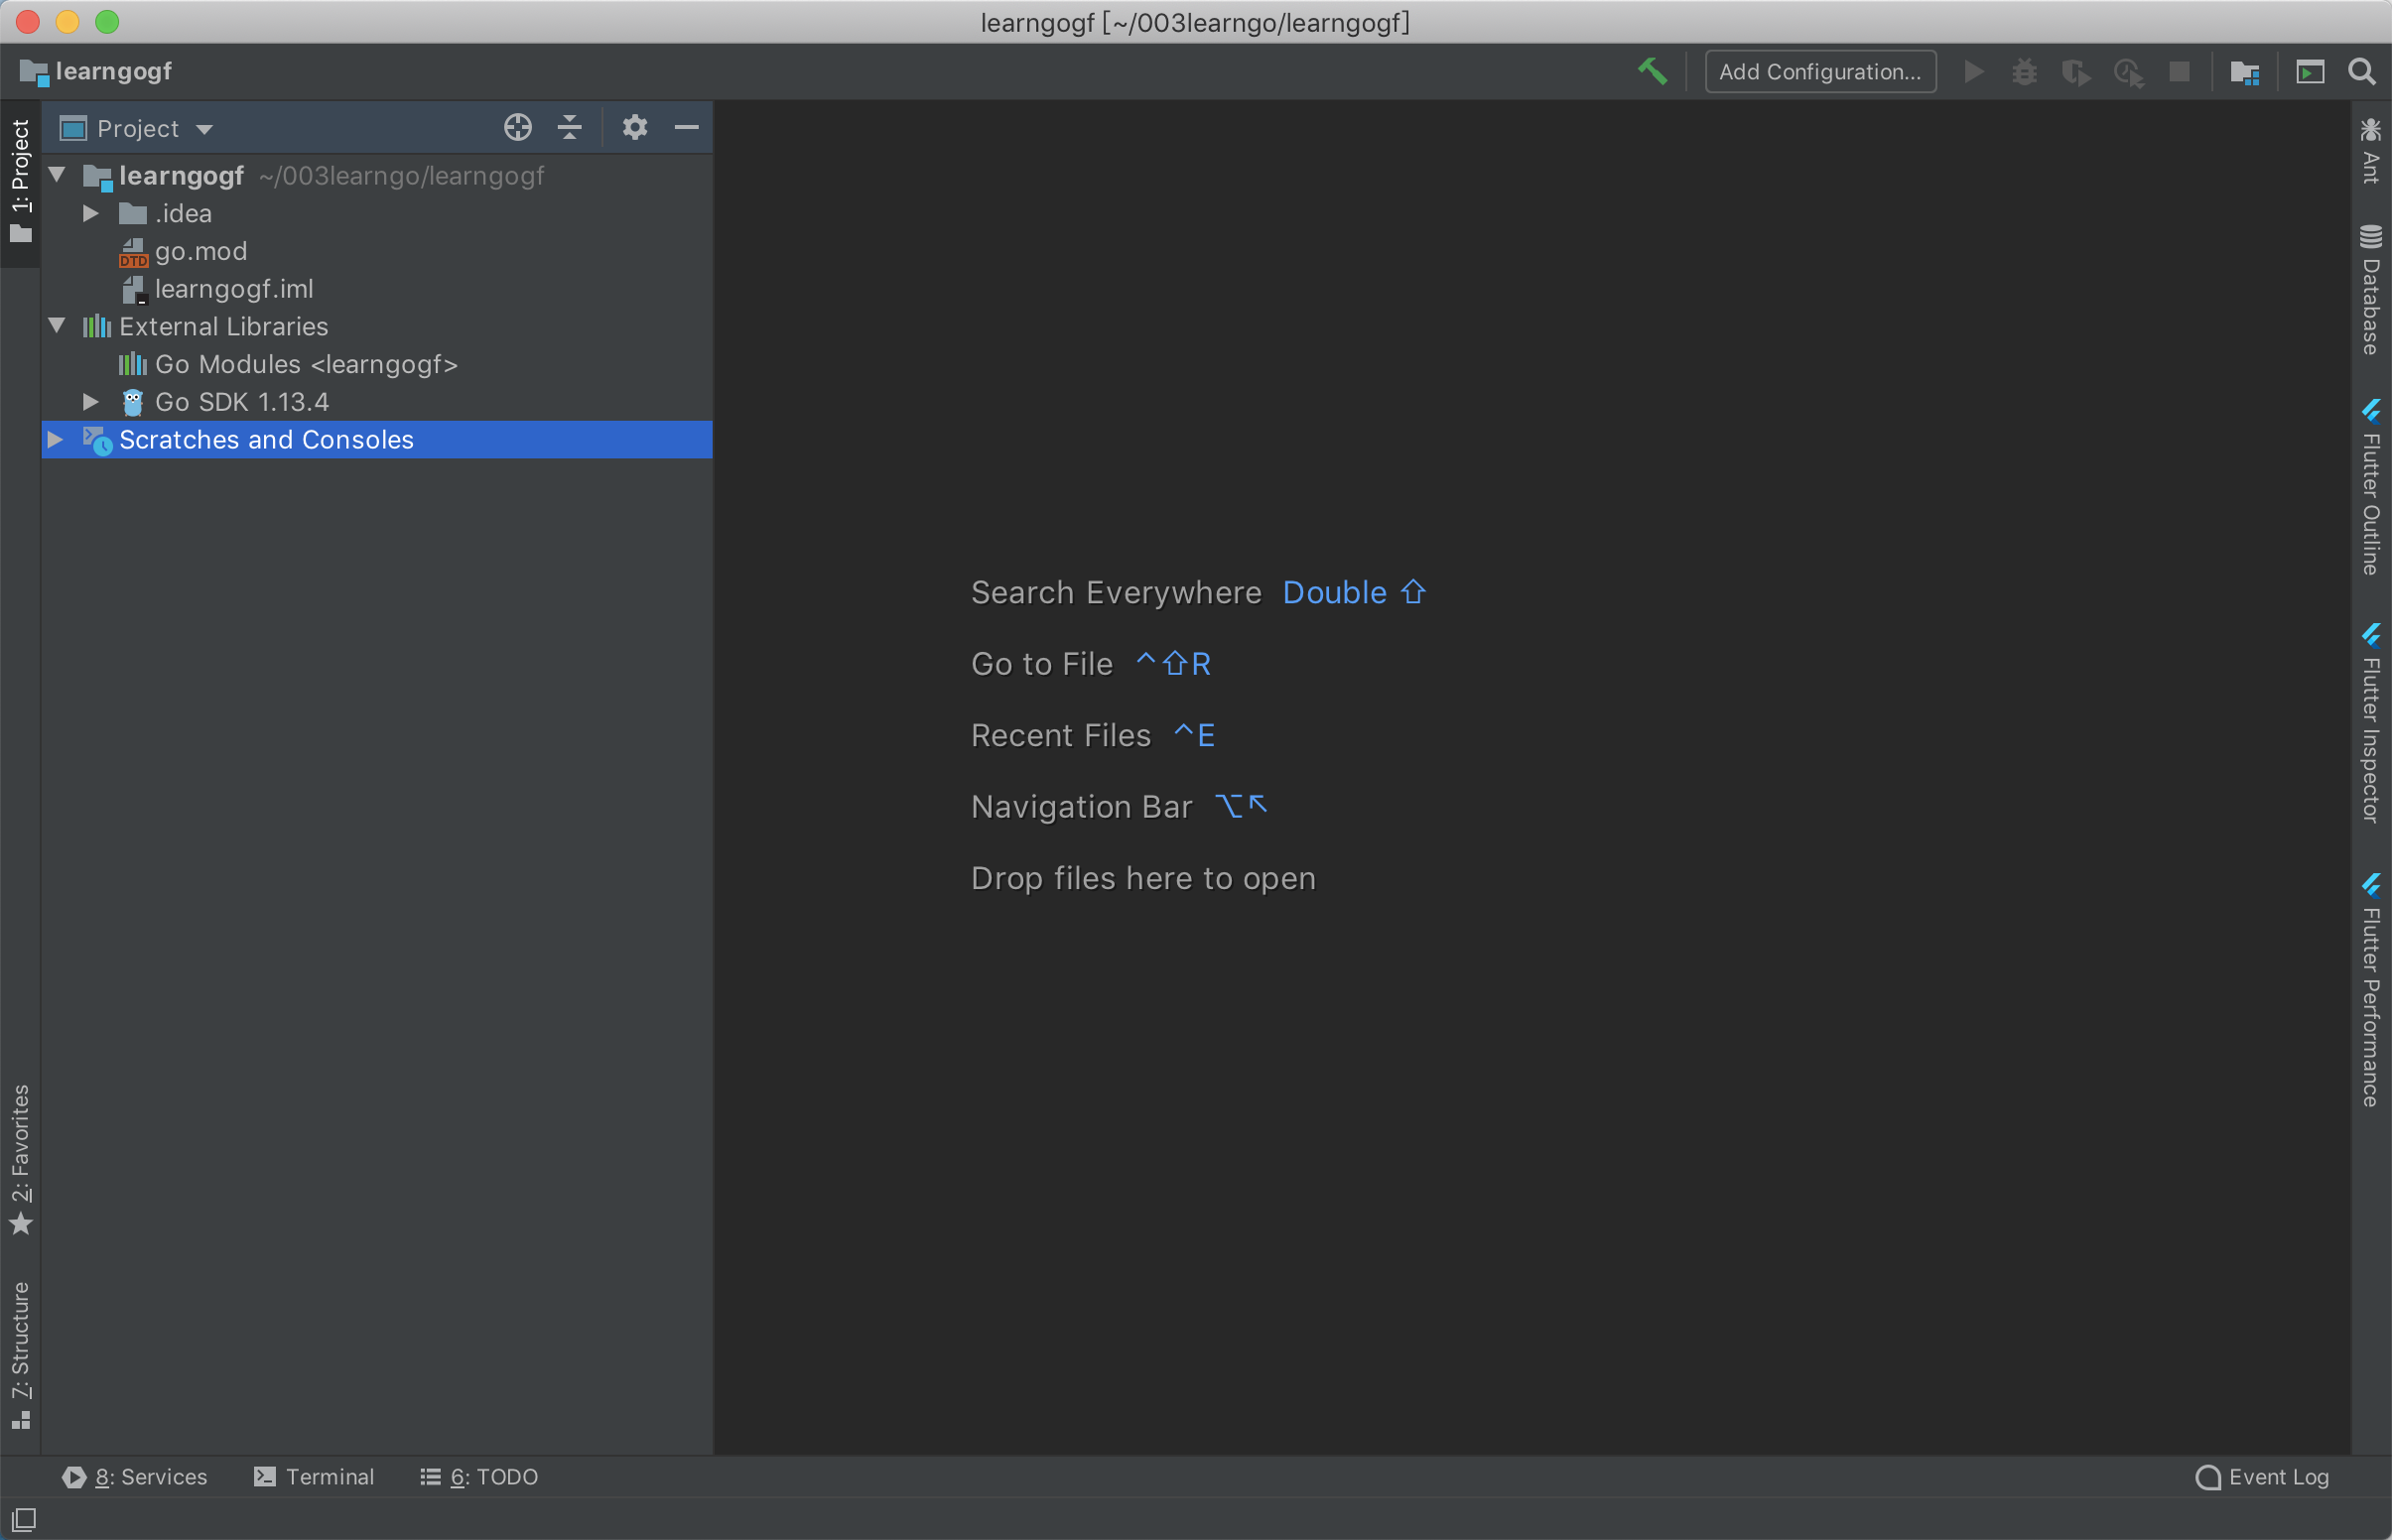 learngogf [~/003learngo/learngogf]
learngogf
Add Configuration...
1: Project
Project
learngogf ~/003learngo/learngogf
.idea
DTD go.mod
learngogf.iml
External Libraries
Go Modules <learngogf>
Go SDK 1.13.4
Scratches and Consoles
2: Favorites
7: Structure
Search Everywhere Double ⇧
Go to File ^⇧R
Recent Files ^E
Navigation Bar ⌥↖
Drop files here to open
Ant
Database
Flutter Outline
Flutter Inspector
Flutter Performance
8: Services
Terminal
6: TODO
Event Log